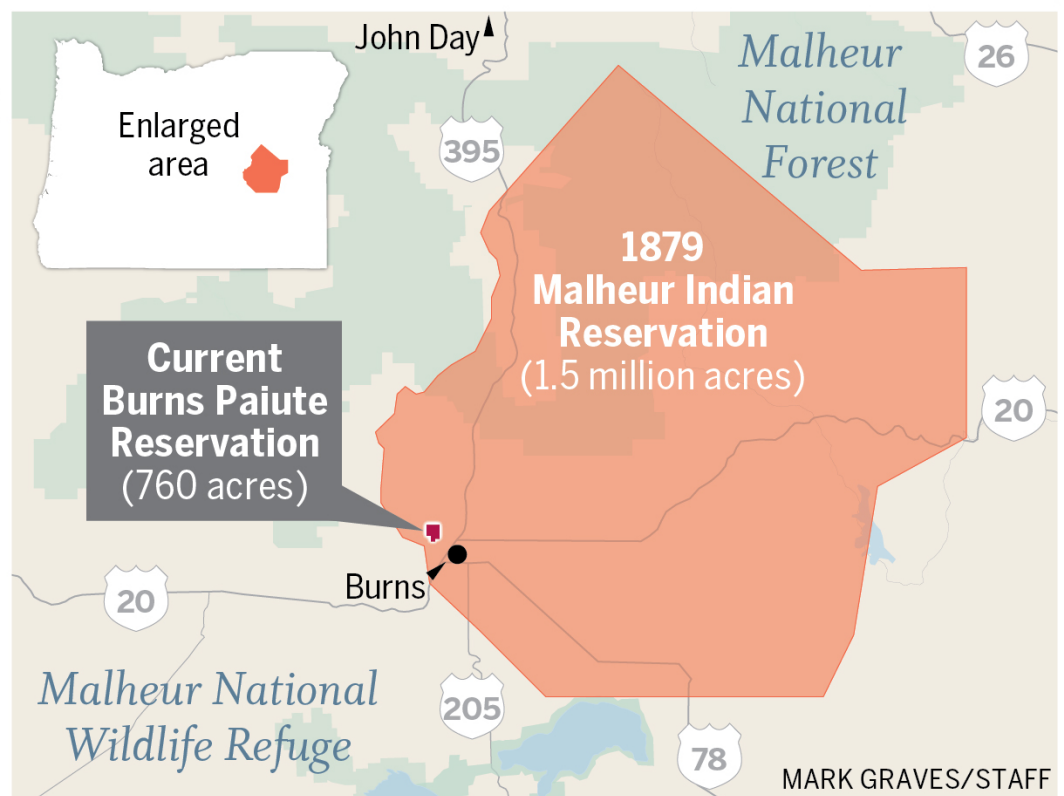 John Day
Malheur
National
Forest
26
Enlarged
area
395
1879
Malheur Indian
Reservation
(1.5 million acres)
Current
Burns Paiute
Reservation
(760 acres)
20
Burns
20
Malheur National
Wildlife Refuge
205
78
MARK GRAVES/STAFF